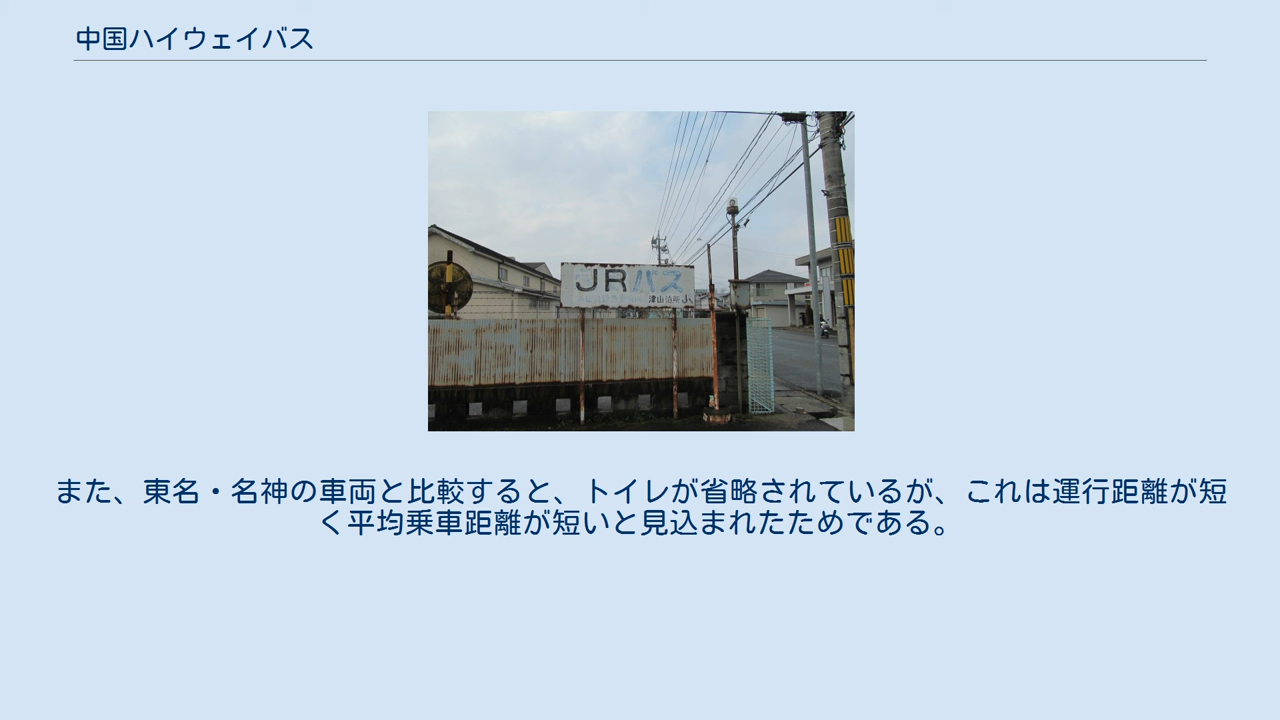 中国ハイウェイバス
JRバス
津山泊所 JR
また、東名・名神の車両と比較すると、トイレが省略されているが、これは運行距離が短
く平均乗車距離が短いと見込まれたためである。